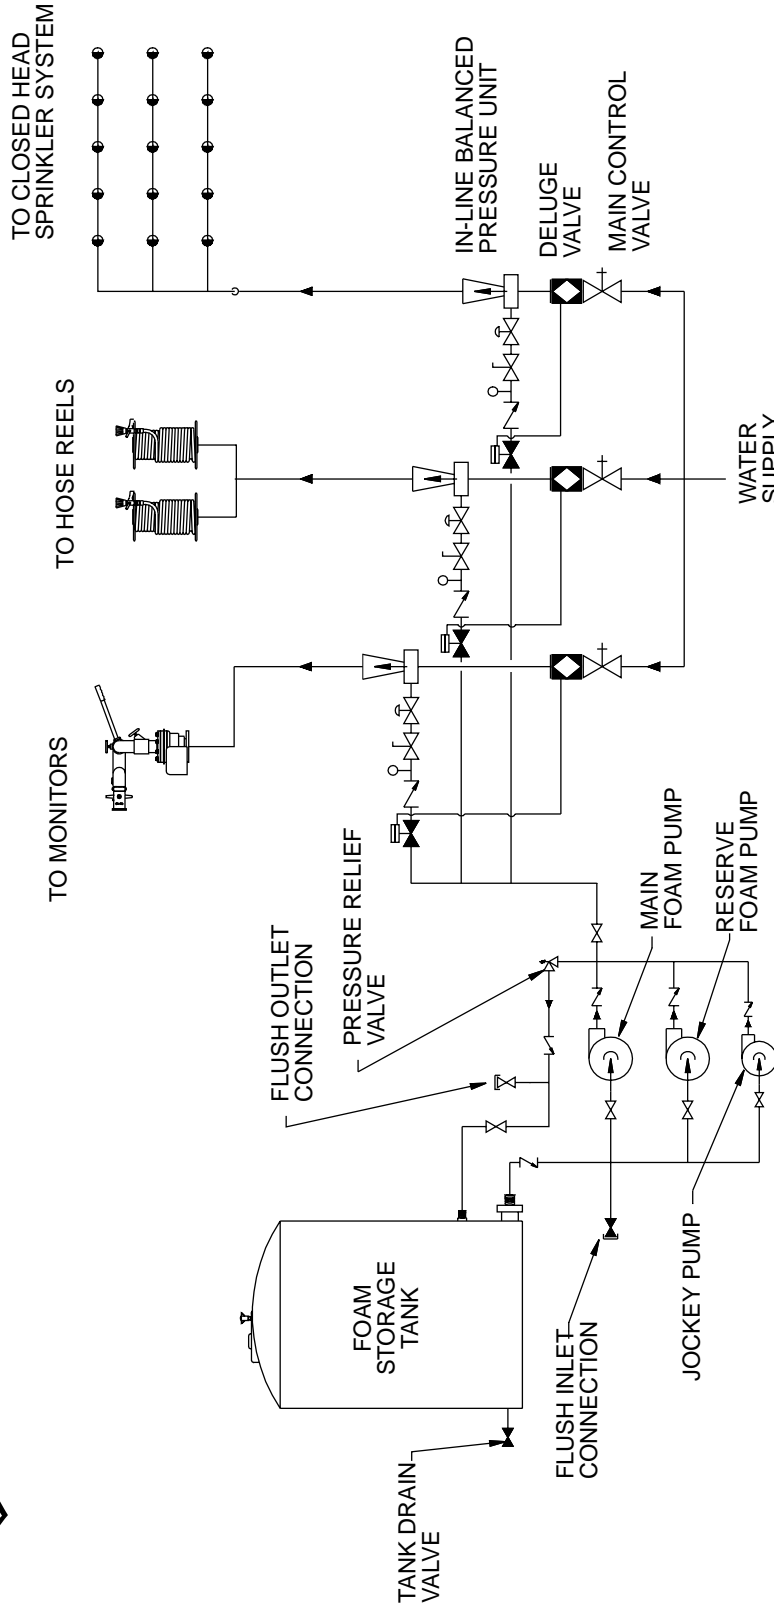 TO CLOSED HEAD
SPRINKLER SYSTEM
TO HOSE REELS
TO MONITORS
IN-LINE BALANCED
PRESSURE UNIT
DELUGE
VALVE
MAIN CONTROL
VALVE
WATER
SUPPLY
FLUSH OUTLET
CONNECTION
PRESSURE RELIEF
VALVE
MAIN
FOAM PUMP
RESERVE
FOAM PUMP
FOAM
STORAGE
TANK
TANK DRAIN
VALVE
FLUSH INLET
CONNECTION
JOCKEY PUMP